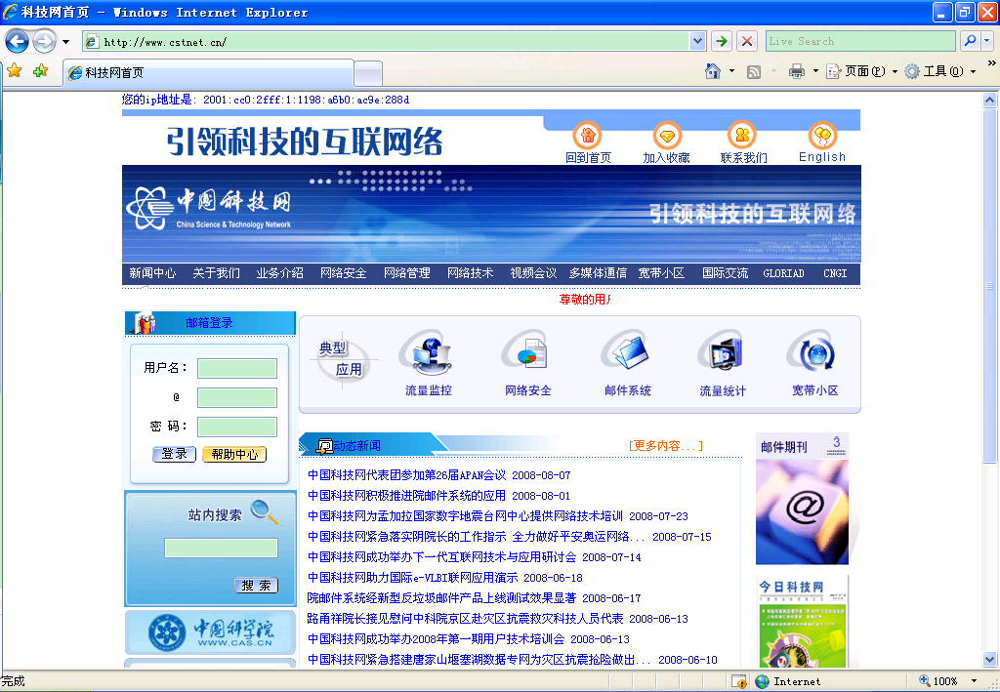 科技网首页 - Windows Internet Explorer
http://www.cstnet.cn/
Live Search
科技网首页
页面(P)
工具(O)
»
您的ip地址是: 2001:cc0:2fff:1:1198:a6b0:ac9e:288d
引领科技的互联网络
回到首页 加入收藏 联系我们 English
中国科技网
China Science & Technology Network
引领科技的互联网络
新闻中心 关于我们 业务介绍 网络安全 网络管理 网络技术 视频会议 多媒体通信 宽带小区 国际交流 GLORIAD CNGI
尊敬的用户
邮箱登录
用户名:
@
密 码:
登录 帮助中心
典型
应用
流量监控 网络安全 邮件系统 流量统计 宽带小区
站内搜索
搜 索
中国科学院
WWW.CAS.CN
动态新闻 [更多内容...]
中国科技网代表团参加第26届APAN会议 2008-08-07
中国科技网积极推进院邮件系统的应用 2008-08-01
中国科技网为孟加拉国家数字地震台网中心提供网络技术培训 2008-07-23
中国科技网紧急落实阴院长的工作指示 全力做好平安奥运网络... 2008-07-15
中国科技网成功举办下一代互联网技术与应用研讨会 2008-07-14
中国科技网助力国际e-VLBI联网应用演示 2008-06-18
院邮件系统经新型反垃圾邮件产品上线测试效果显著 2008-06-17
路甬祥院长接见慰问中科院京区赴灾区抗震救灾科技人员代表 2008-06-13
中国科技网成功举办2008年第一期用户技术培训会 2008-06-13
中国科技网紧急搭建唐家山堰塞湖数据专网为灾区抗震抢险做出... 2008-06-10
邮件期刊 3
@
今日科技网
完成
Internet
100%